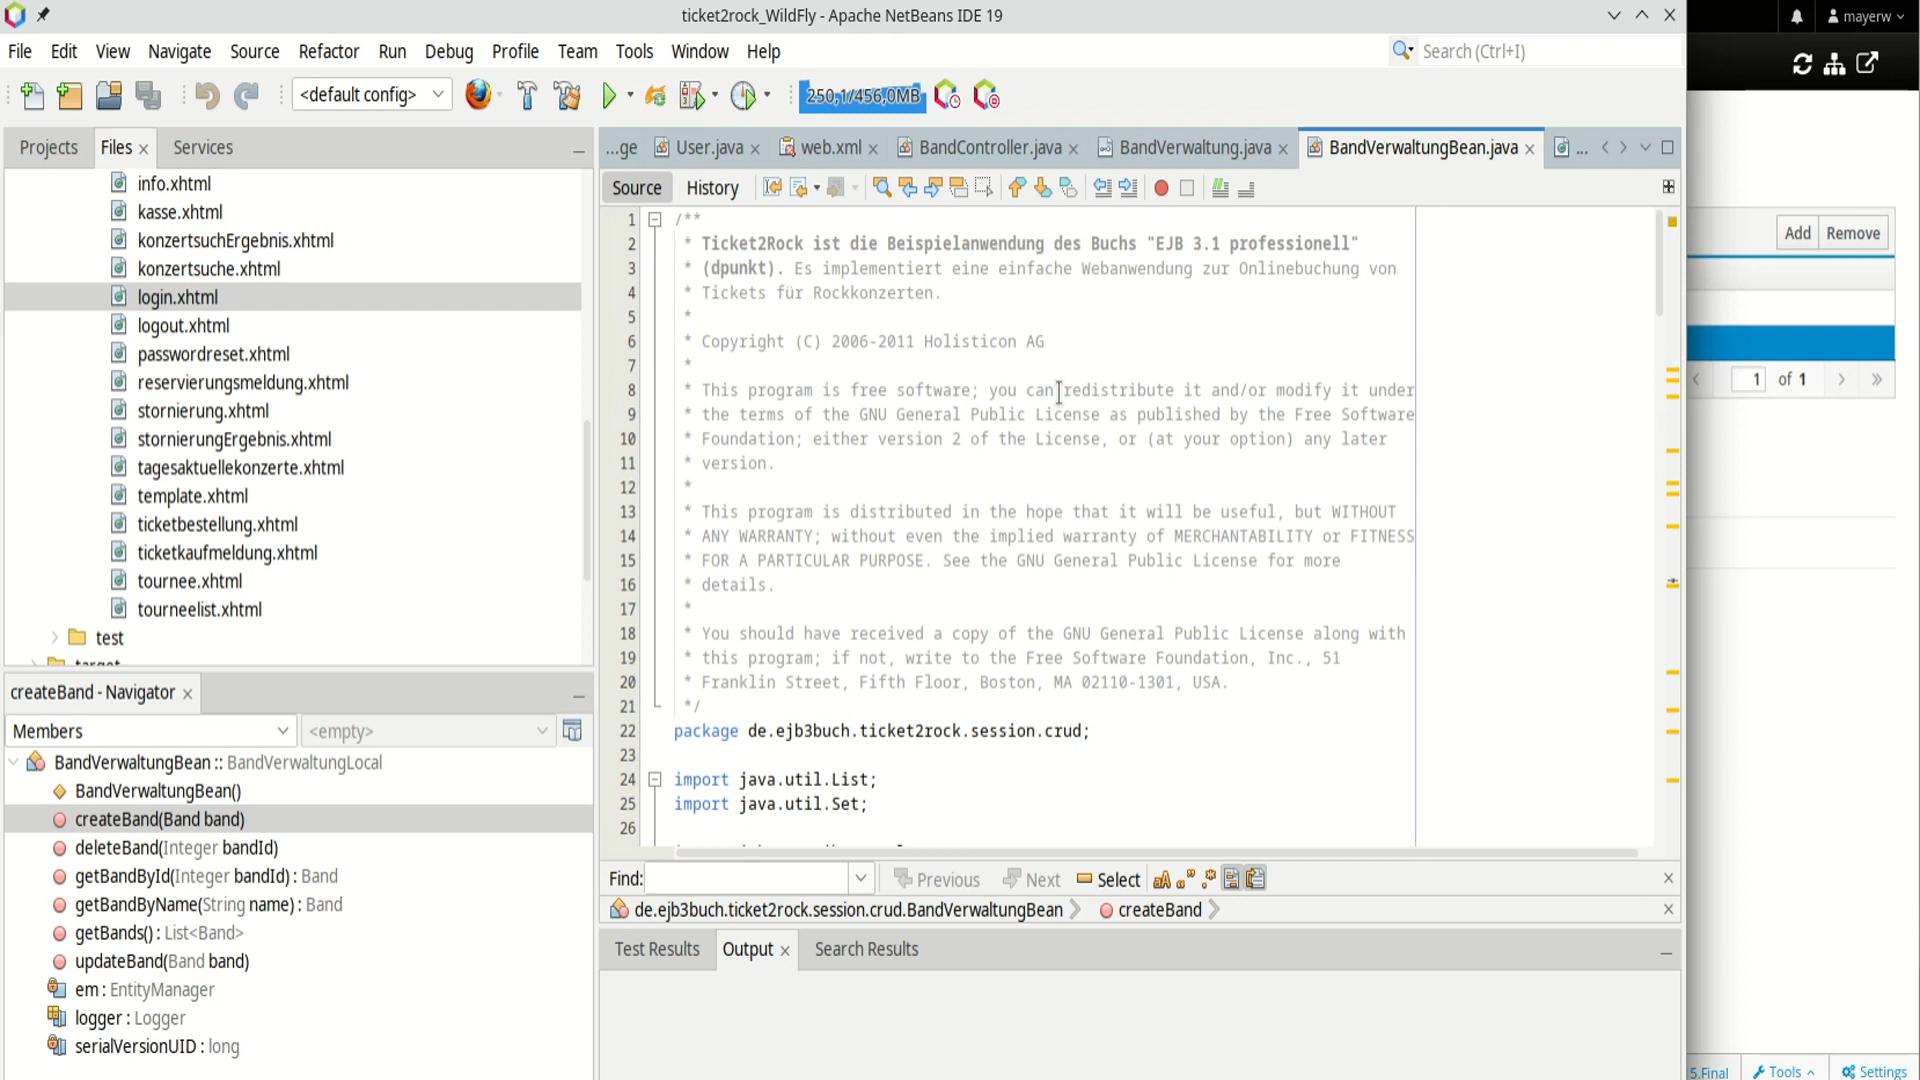 ticket2rock_WildFly - Apache NetBeans IDE 19
mayerw
File Edit View Navigate Source Refactor Run Debug Profile Team Tools Window Help
Search (Ctrl+I)
<default config>
250,1/456,0MB
Projects Files Services
...ge User.java web.xml BandController.java BandVerwaltung.java BandVerwaltungBean.java ...
Source History
info.xhtml
kasse.xhtml
konzertsuchErgebnis.xhtml
konzertsuche.xhtml
login.xhtml
logout.xhtml
passwordreset.xhtml
reservierungsmeldung.xhtml
stornierung.xhtml
stornierungErgebnis.xhtml
tagesaktuellekonzerte.xhtml
template.xhtml
ticketbestellung.xhtml
ticketkaufmeldung.xhtml
tournee.xhtml
tourneelist.xhtml
test
target
1 /**
2 * Ticket2Rock ist die Beispielanwendung des Buchs "EJB 3.1 professionell"
3 * (dpunkt). Es implementiert eine einfache Webanwendung zur Onlinebuchung von
4 * Tickets für Rockkonzerten.
5 *
6 * Copyright (C) 2006-2011 Holisticon AG
7 *
8 * This program is free software; you can redistribute it and/or modify it under
9 * the terms of the GNU General Public License as published by the Free Software
10 * Foundation; either version 2 of the License, or (at your option) any later
11 * version.
12 *
13 * This program is distributed in the hope that it will be useful, but WITHOUT
14 * ANY WARRANTY; without even the implied warranty of MERCHANTABILITY or FITNESS
15 * FOR A PARTICULAR PURPOSE. See the GNU General Public License for more
16 * details.
17 *
18 * You should have received a copy of the GNU General Public License along with
19 * this program; if not, write to the Free Software Foundation, Inc., 51
20 * Franklin Street, Fifth Floor, Boston, MA 02110-1301, USA.
21 */
22 package de.ejb3buch.ticket2rock.session.crud;
23
24 import java.util.List;
25 import java.util.Set;
26
Add Remove
1 of 1
createBand - Navigator
Members <empty>
BandVerwaltungBean :: BandVerwaltungLocal
BandVerwaltungBean()
createBand(Band band)
deleteBand(Integer bandId)
getBandById(Integer bandId) : Band
getBandByName(String name) : Band
getBands() : List<Band>
updateBand(Band band)
em : EntityManager
logger : Logger
serialVersionUID : long
Find: Previous Next Select
de.ejb3buch.ticket2rock.session.crud.BandVerwaltungBean createBand
Test Results Output Search Results
5.Final Tools Settings